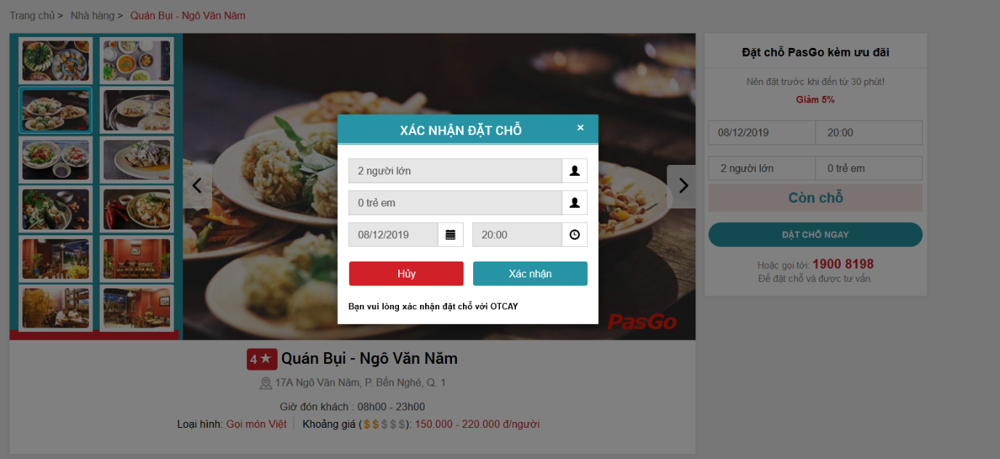 Trang chủ > Nhà hàng > Quán Bụi - Ngô Văn Năm
Đặt chỗ PasGo kèm ưu đãi
Nên đặt trước khi đến từ 30 phút!
Giảm 5%
08/12/2019 20:00
2 người lớn 0 trẻ em
Còn chỗ
ĐẶT CHỖ NGAY
Hoặc gọi tới: 1900 8198
Để đặt chỗ và được tư vấn.
XÁC NHẬN ĐẶT CHỖ ×
2 người lớn
0 trẻ em
08/12/2019 20:00
Hủy Xác nhận
Bạn vui lòng xác nhận đặt chỗ với OTCAY
PasGo
4★ Quán Bụi - Ngô Văn Năm
17A Ngô Văn Năm, P. Bến Nghé, Q. 1
Giờ đón khách : 08h00 - 23h00
Loại hình: Gọi món Việt Khoảng giá ($$$$$): 150.000 - 220.000 đ/người